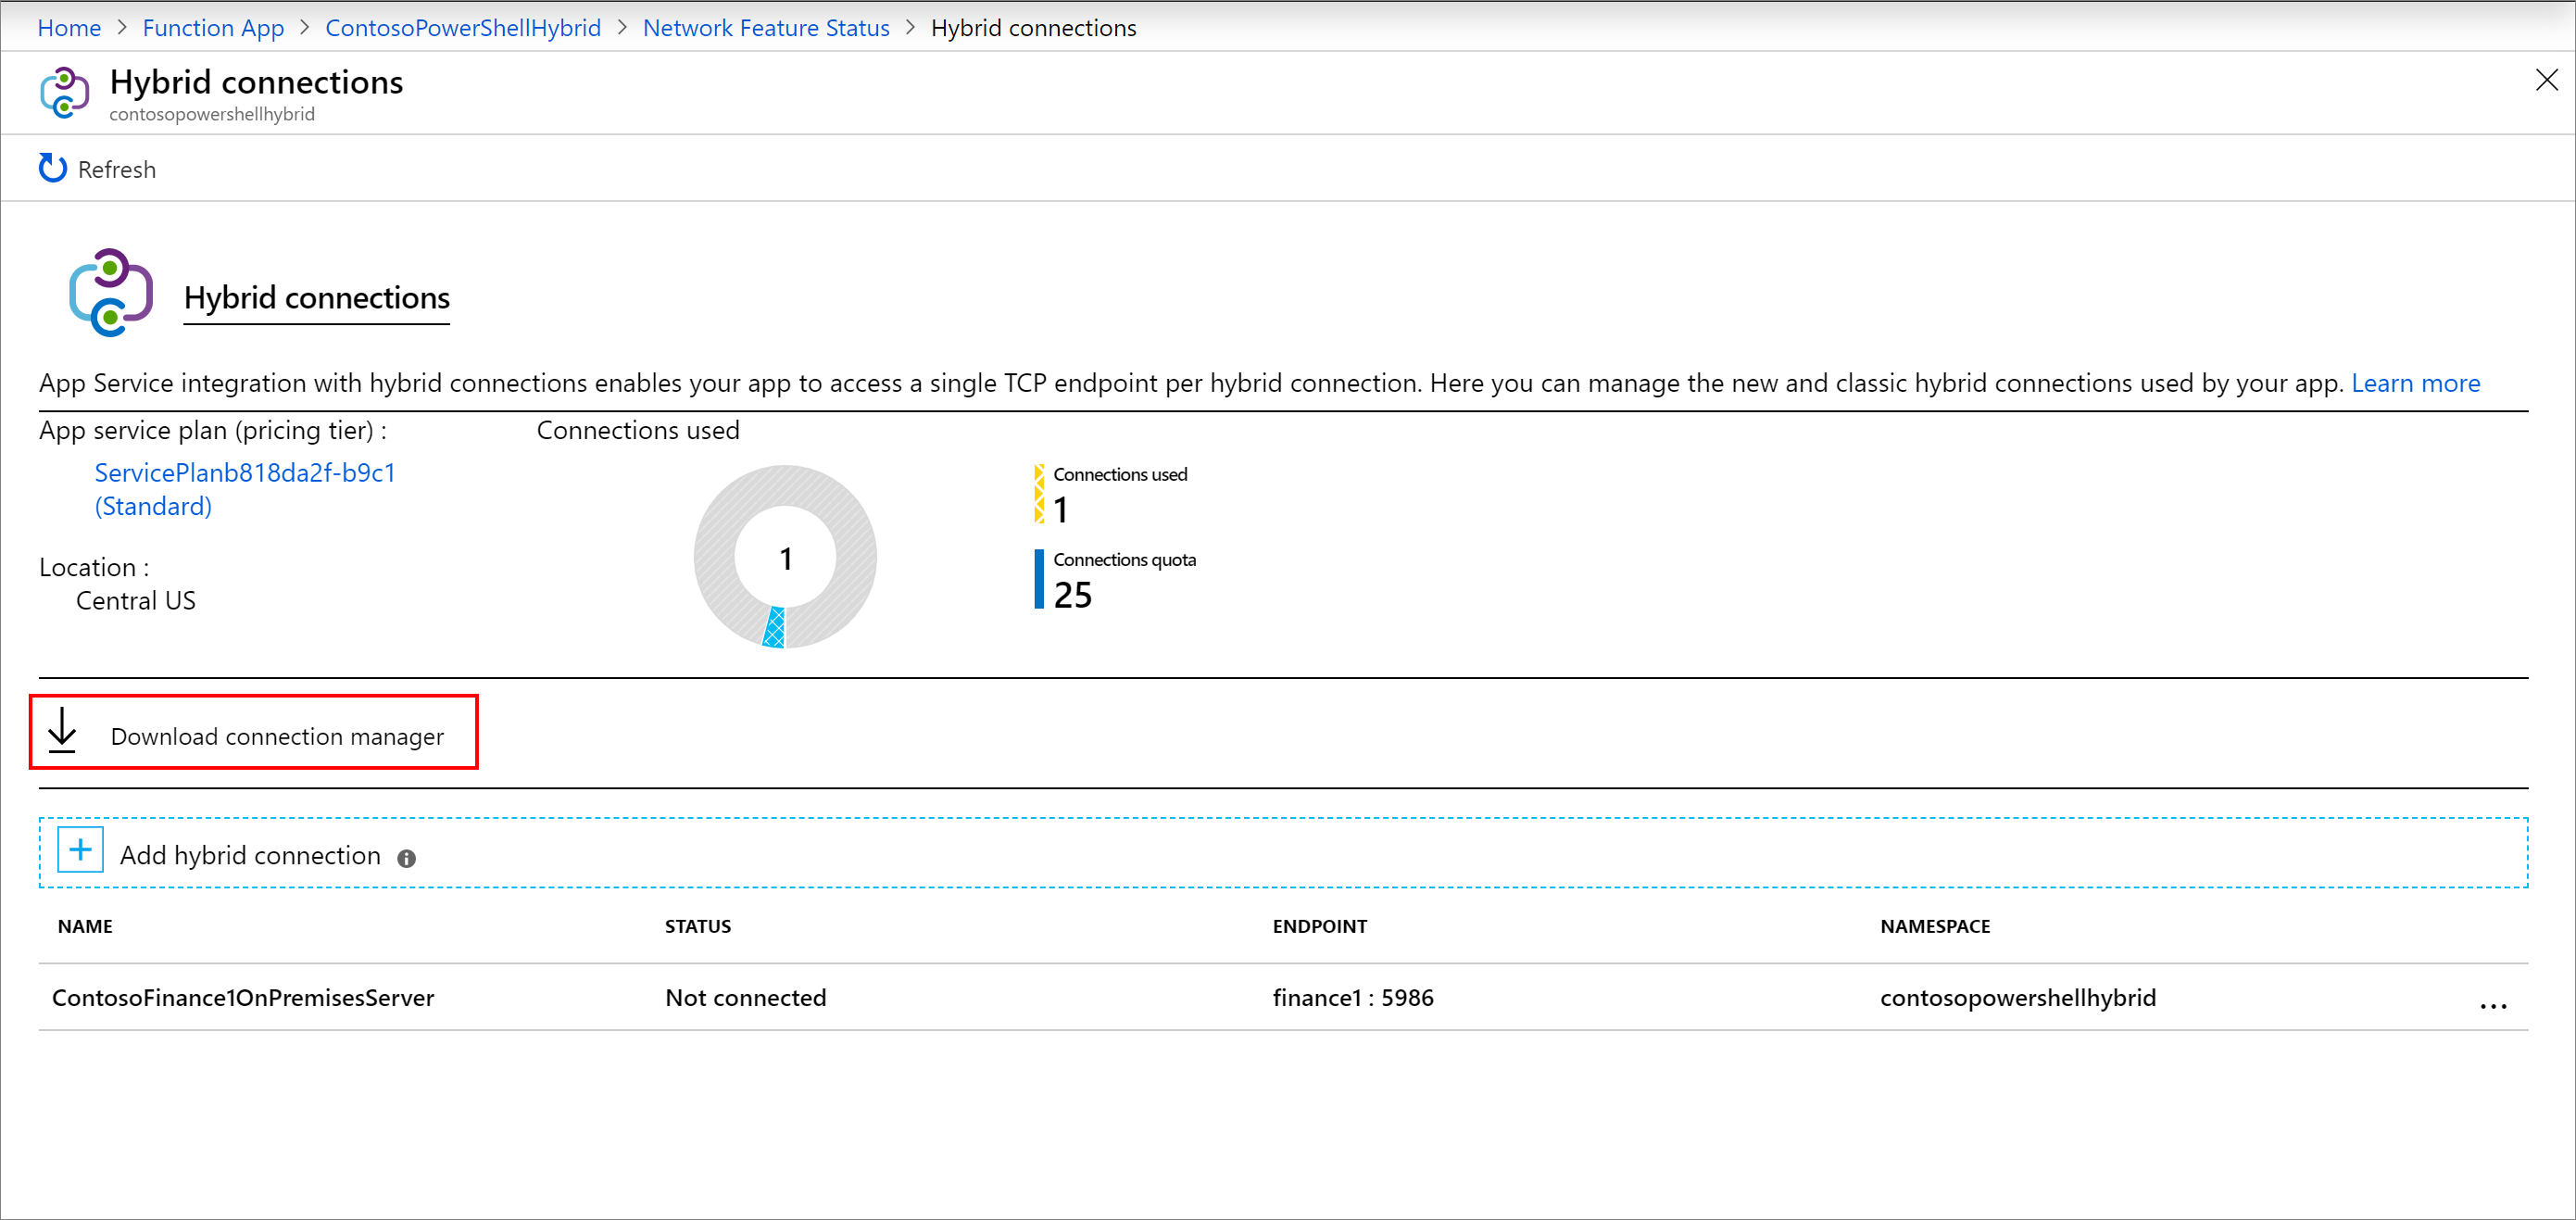 Home > Function App > ContosoPowerShellHybrid > Network Feature Status > Hybrid connections
Hybrid connections
contosopowershellhybrid
Refresh
Hybrid connections
App Service integration with hybrid connections enables your app to access a single TCP endpoint per hybrid connection. Here you can manage the new and classic hybrid connections used by your app. Learn more
App service plan (pricing tier) :
ServicePlanb818da2f-b9c1
(Standard)
Location :
Central US
Connections used
1
Connections used
1
Connections quota
25
Download connection manager
Add hybrid connection
NAME STATUS ENDPOINT NAMESPACE
ContosoFinance1OnPremisesServer Not connected finance1 : 5986 contosopowershellhybrid ...